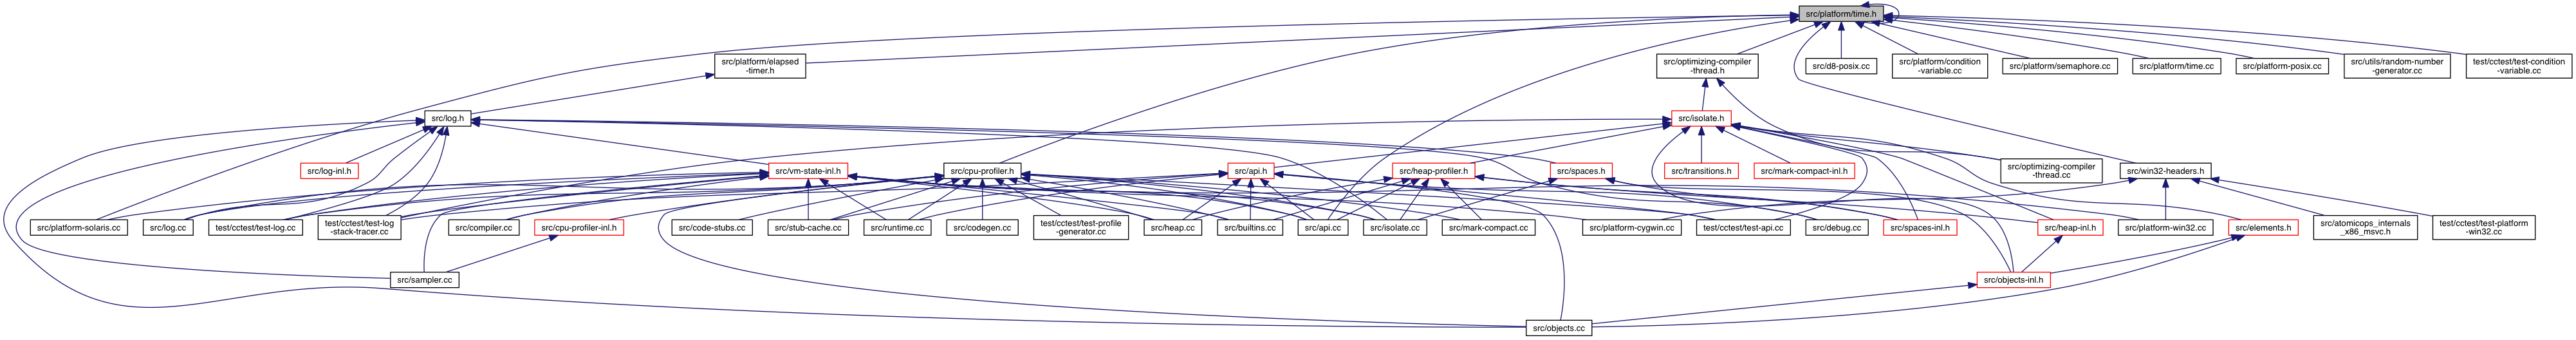 src/platform/time.h
src/platform/elapsed
-timer.h
src/optimizing-compiler
-thread.h
src/d8-posix.cc
src/platform/condition
-variable.cc
src/platform/semaphore.cc
src/platform/time.cc
src/platform-posix.cc
src/utils/random-number
-generator.cc
test/cctest/test-condition
-variable.cc
src/log.h
src/isolate.h
src/log-inl.h
src/vm-state-inl.h
src/cpu-profiler.h
src/api.h
src/heap-profiler.h
src/spaces.h
src/transitions.h
src/mark-compact-inl.h
src/optimizing-compiler
-thread.cc
src/win32-headers.h
src/platform-solaris.cc
src/log.cc
test/cctest/test-log.cc
test/cctest/test-log
-stack-tracer.cc
src/compiler.cc
src/cpu-profiler-inl.h
src/code-stubs.cc
src/stub-cache.cc
src/runtime.cc
src/codegen.cc
test/cctest/test-profile
-generator.cc
src/heap.cc
src/builtins.cc
src/api.cc
src/isolate.cc
src/mark-compact.cc
src/platform-cygwin.cc
test/cctest/test-api.cc
src/debug.cc
src/spaces-inl.h
src/heap-inl.h
src/platform-win32.cc
src/elements.h
src/atomicops_internals
_x86_msvc.h
test/cctest/test-platform
-win32.cc
src/sampler.cc
src/objects-inl.h
src/objects.cc